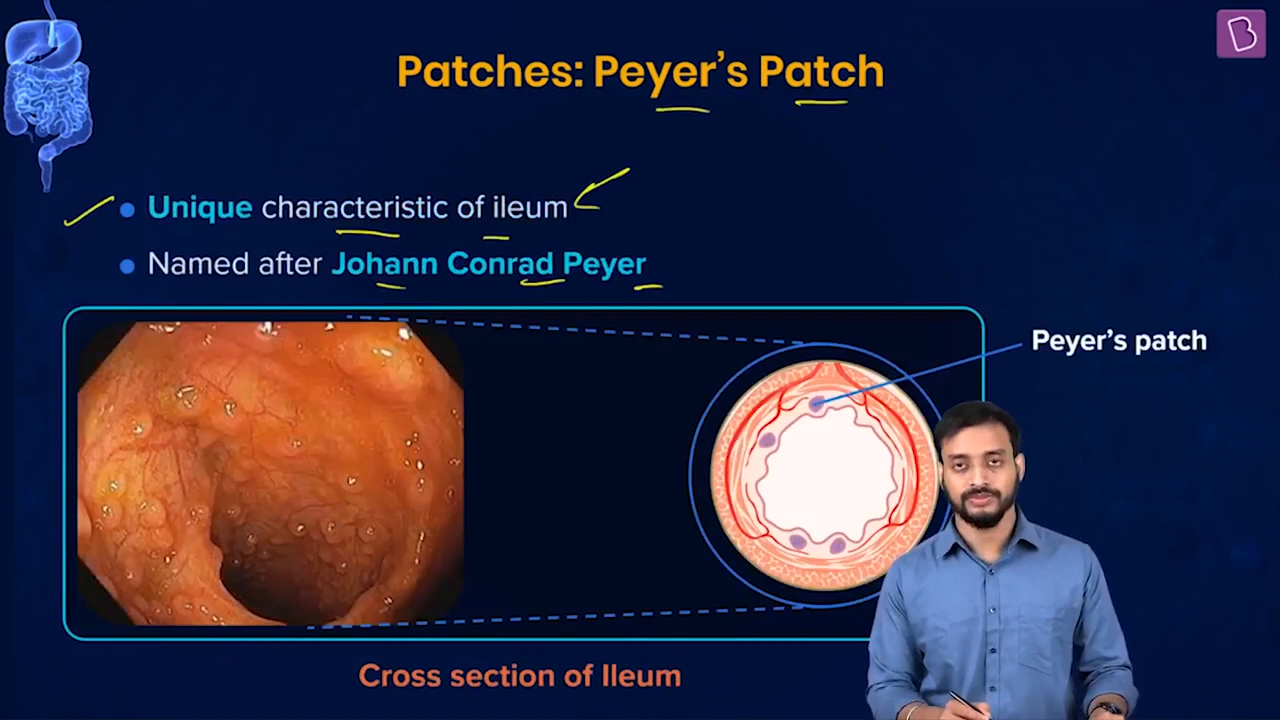 Patches: Peyer's Patch
Unique characteristic of ileum
Named after Johann Conrad Peyer
Peyer's patch
Cross section of Ileum